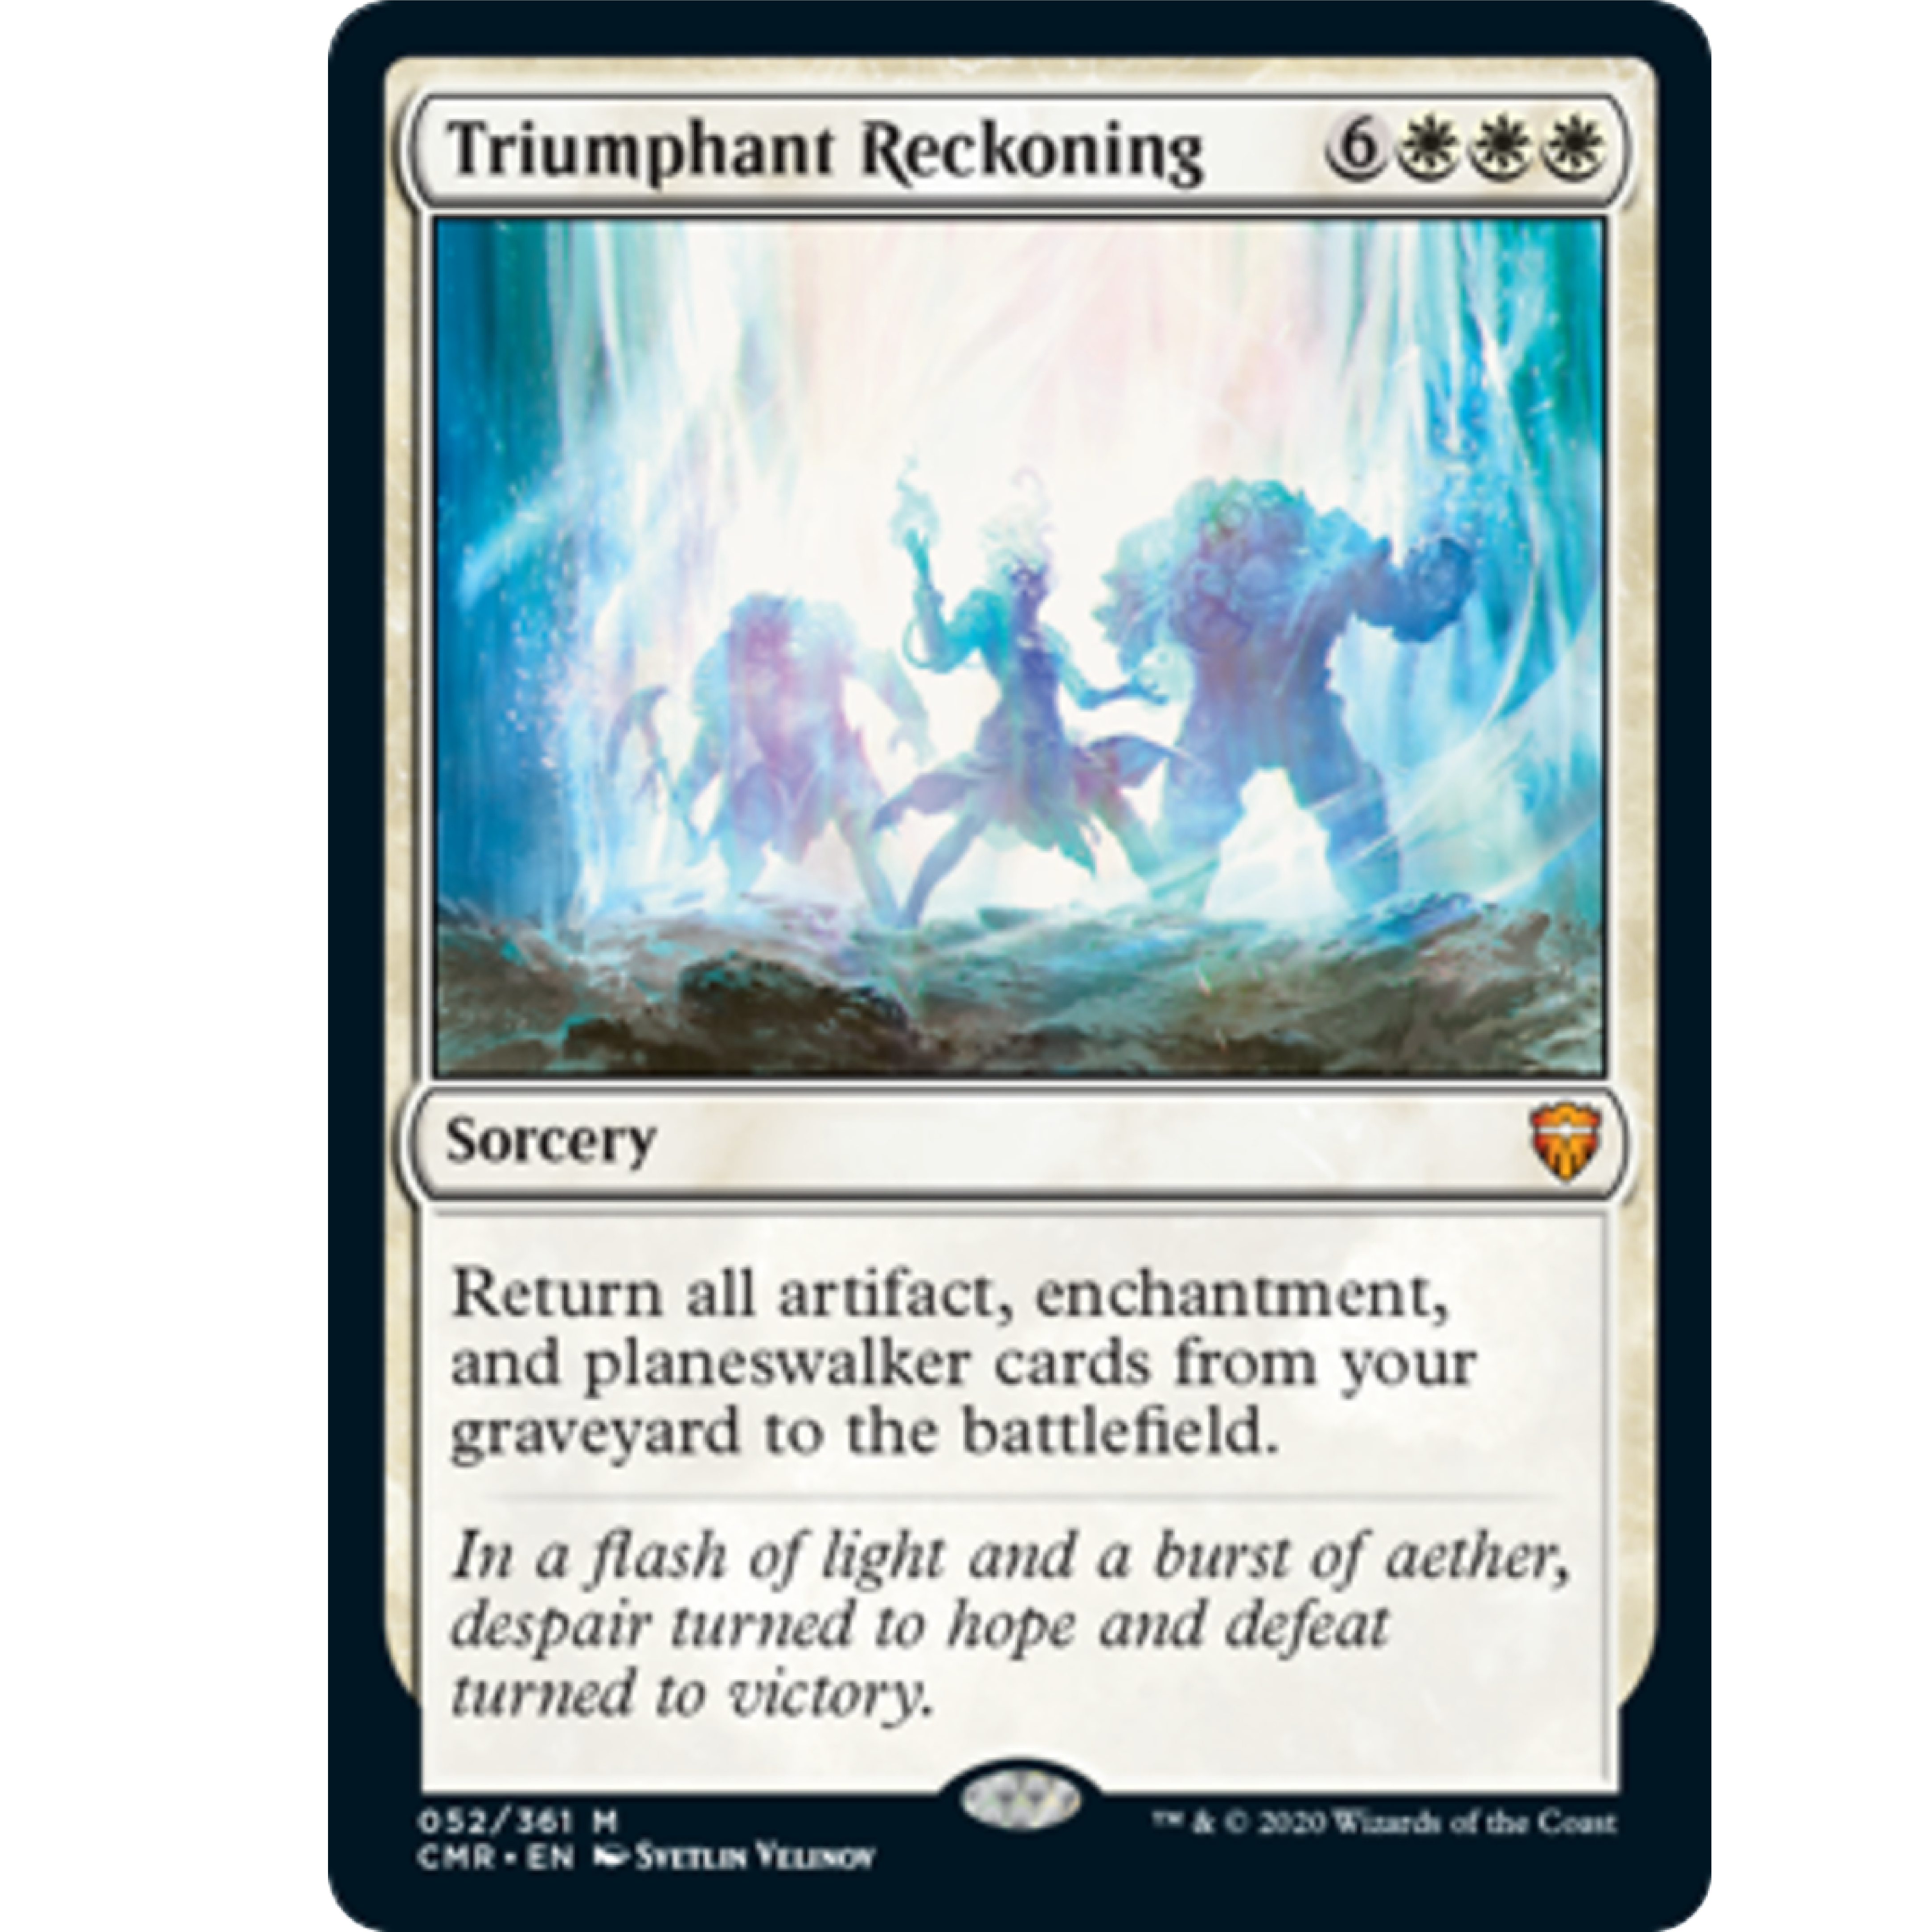 Triumphant Reckoning 6
Sorcery
Return all artifact, enchantment,
and planeswalker cards from your
graveyard to the battlefield.
In a flash of light and a burst of aether,
despair turned to hope and defeat
turned to victory.
052/361 M
™ & © 2020 Wizards of the Coast
CMR • EN Svetlin Velinov